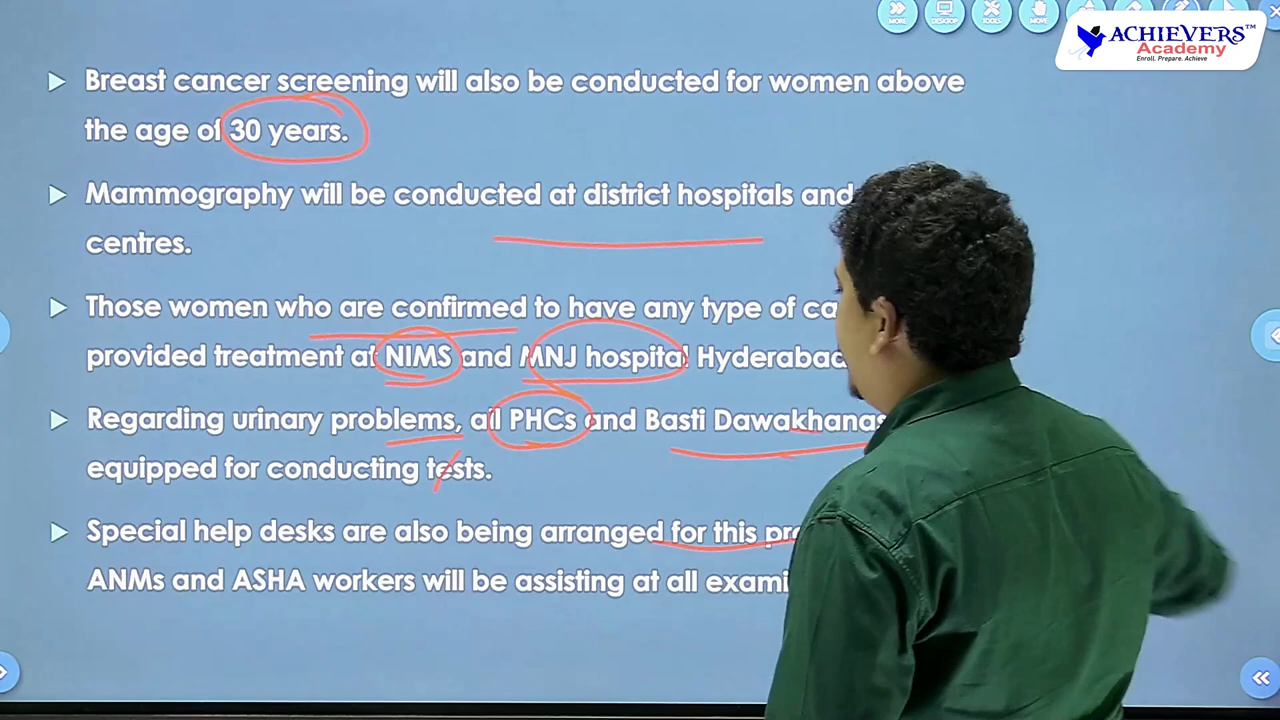 MORE
DESKTOP
TOOLS
MOVE
ACHIEVERS™
Academy
Enroll. Prepare. Achieve
Breast cancer screening will also be conducted for women above
the age of 30 years.
Mammography will be conducted at district hospitals and
centres.
Those women who are confirmed to have any type of
provided treatment at NIMS and MNJ hospital Hyderabad
Regarding urinary problems, all PHCs and Basti Dawakhanas
equipped for conducting tests.
Special help desks are also being arranged for this
ANMs and ASHA workers will be assisting at all